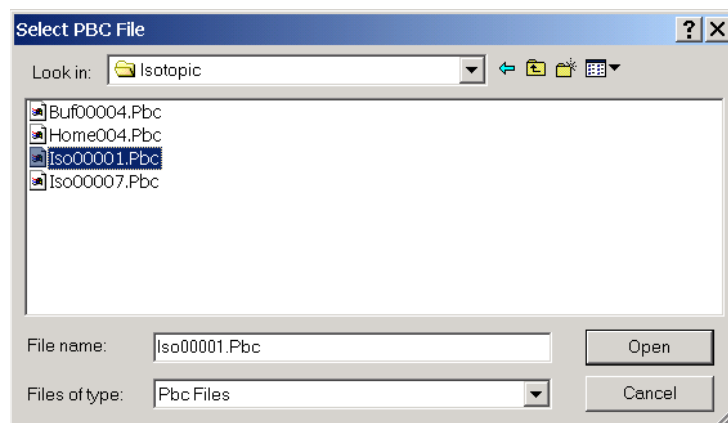 Select PBC File
Look in: Isotopic
Buf00004.Pbc
Home004.Pbc
Iso00001.Pbc
Iso00007.Pbc
File name: Iso00001.Pbc Open
Files of type: Pbc Files Cancel